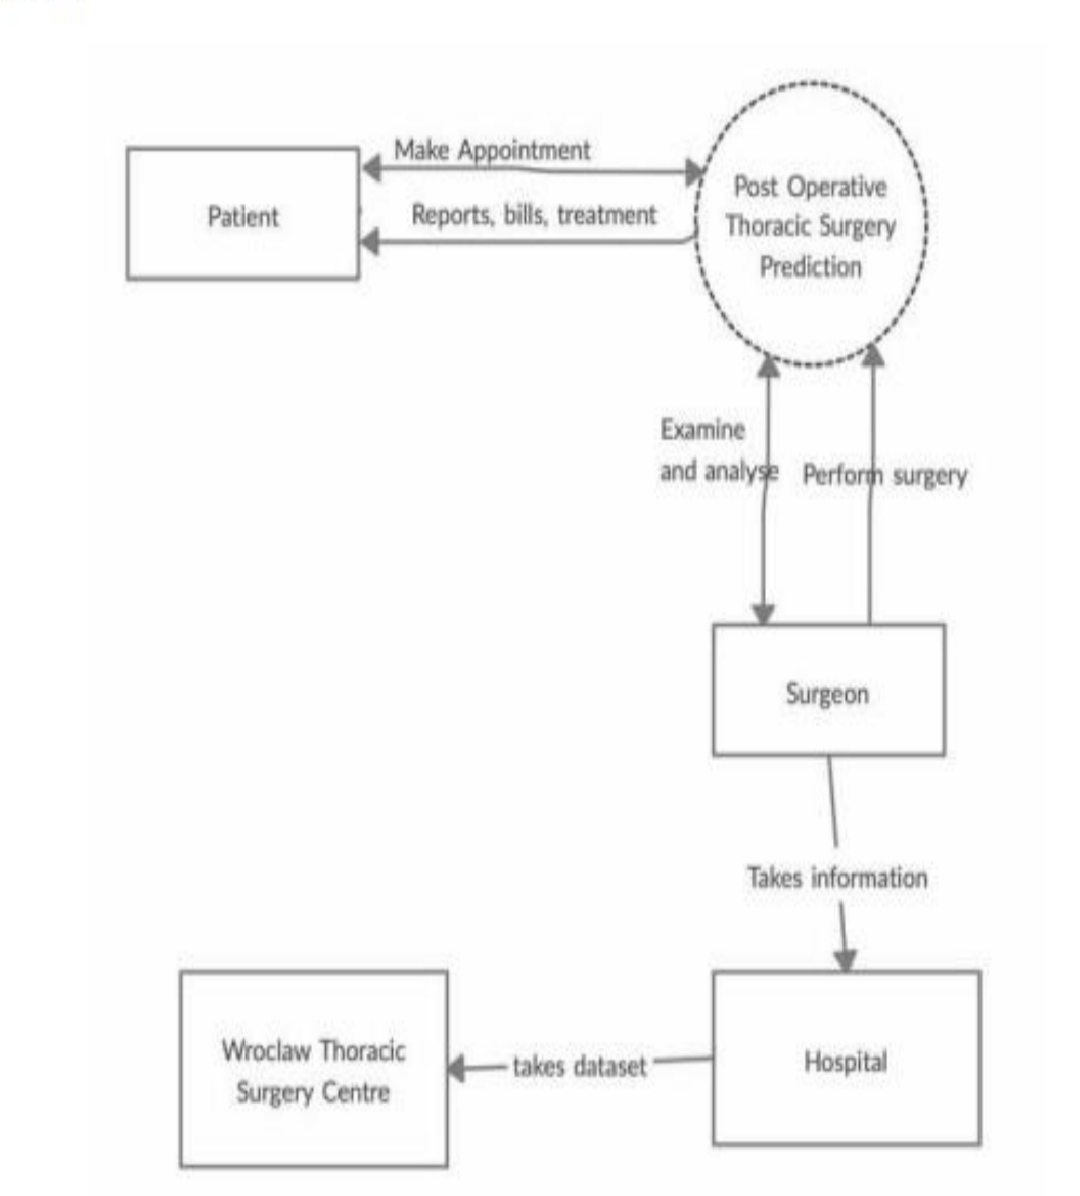 Make Appointment
Patient
Reports, bills, treatment
Post Operative
Thoracic Surgery
Prediction
Examine
and analyse
Perform surgery
Surgeon
Takes information
Wroclaw Thoracic
Surgery Centre
takes dataset
Hospital